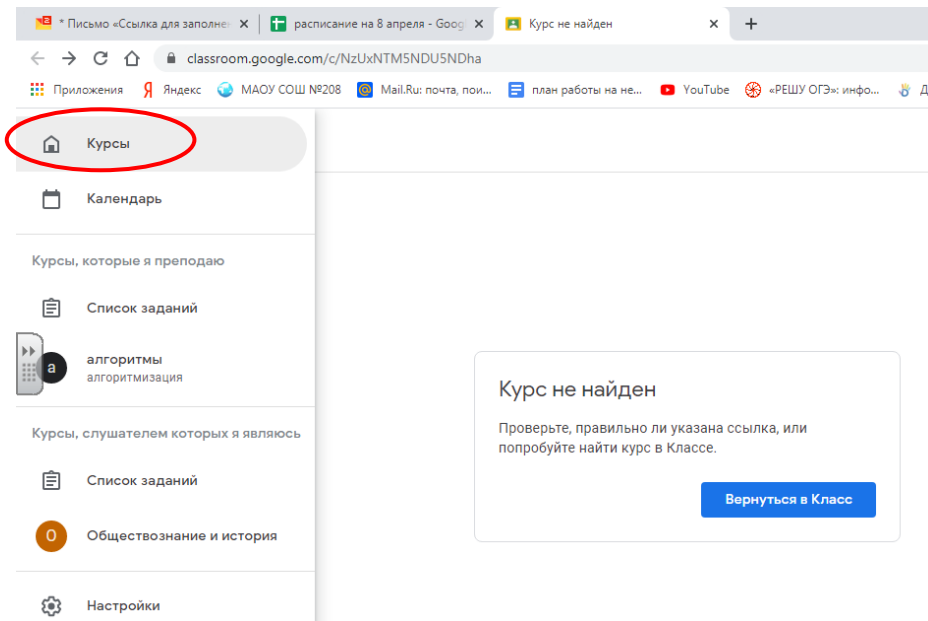 * Письмо «Ссылка для заполне
расписание на 8 апреля - Goog
Курс не найден
classroom.google.com/c/NzUxNTM5NDU5NDha
Приложения
Я Яндекс
МАОУ СОШ №208
@ Mail.Ru: почта, пои...
план работы на не...
YouTube
«РЕШУ ОГЭ»: инфо...
Д
Курсы
Календарь
Курсы, которые я преподаю
Список заданий
а
алгоритмы
алгоритмизация
Курсы, слушателем которых я являюсь
Список заданий
О
Обществознание и история
Настройки
Курс не найден
Проверьте, правильно ли указана ссылка, или
попробуйте найти курс в Классе.
Вернуться в Класс